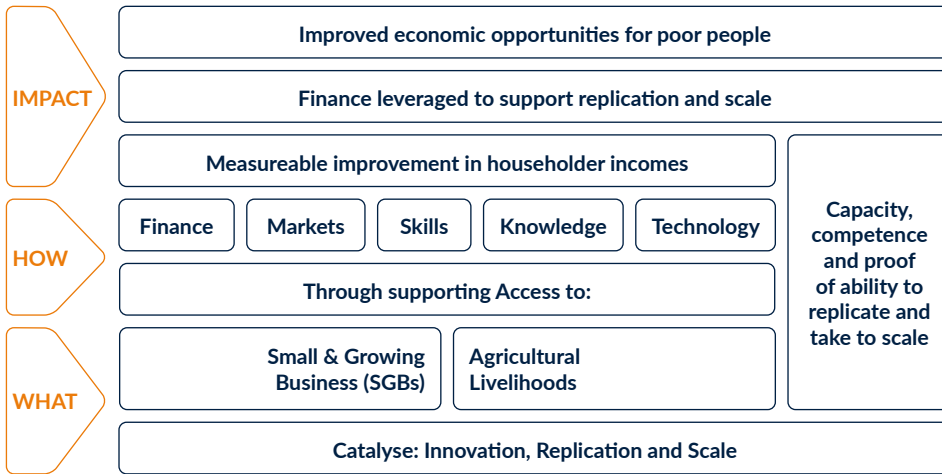 IMPACT
Improved economic opportunities for poor people
Finance leveraged to support replication and scale
Measureable improvement in householder incomes
HOW
Finance
Markets
Skills
Knowledge
Technology
Through supporting Access to:
Capacity,
competence
and proof
of ability to
replicate and
take to scale
WHAT
Small & Growing
Business (SGBs)
Agricultural
Livelihoods
Catalyse: Innovation, Replication and Scale